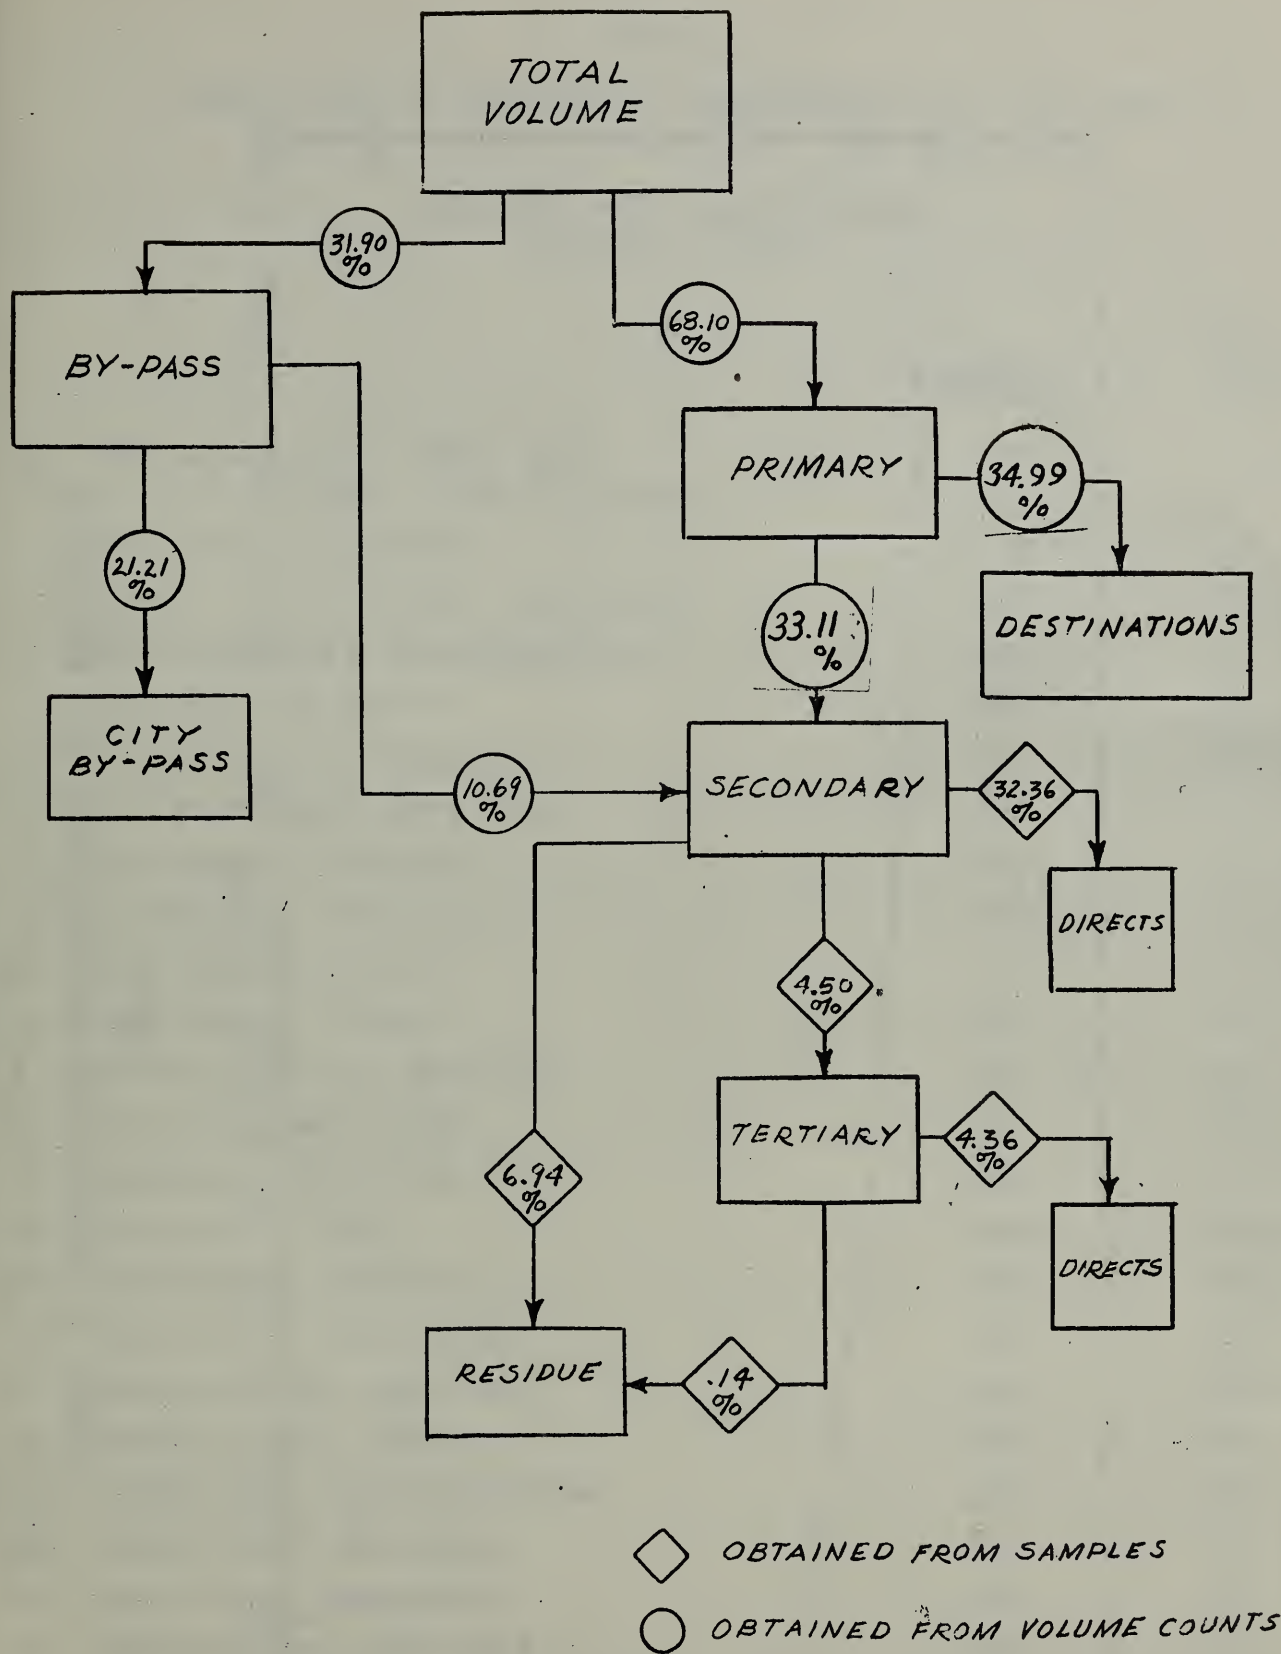 TOTAL
VOLUME
31.90
%
68.10
%
BY-PASS
PRIMARY
34.99
%
21.21
%
33.11
%
DESTINATIONS
CITY
BY-PASS
10.69
%
SECONDARY
32.36
%
DIRECTS
4.50
%
TERTIARY
4.36
%
6.94
%
DIRECTS
RESIDUE
.14
%
OBTAINED FROM SAMPLES
OBTAINED FROM VOLUME COUNTS